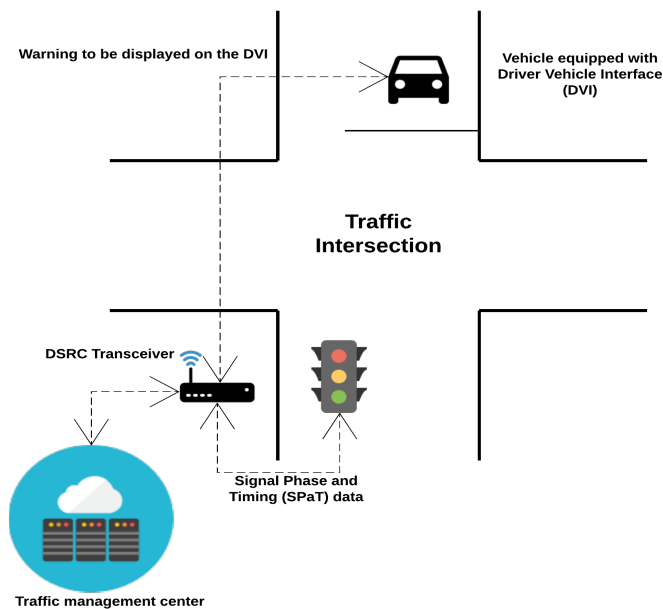 Warning to be displayed on the DVI
Vehicle equipped with
Driver Vehicle Interface
(DVI)
Traffic
Intersection
DSRC Transceiver
Signal Phase and
Timing (SPaT) data
Traffic management center